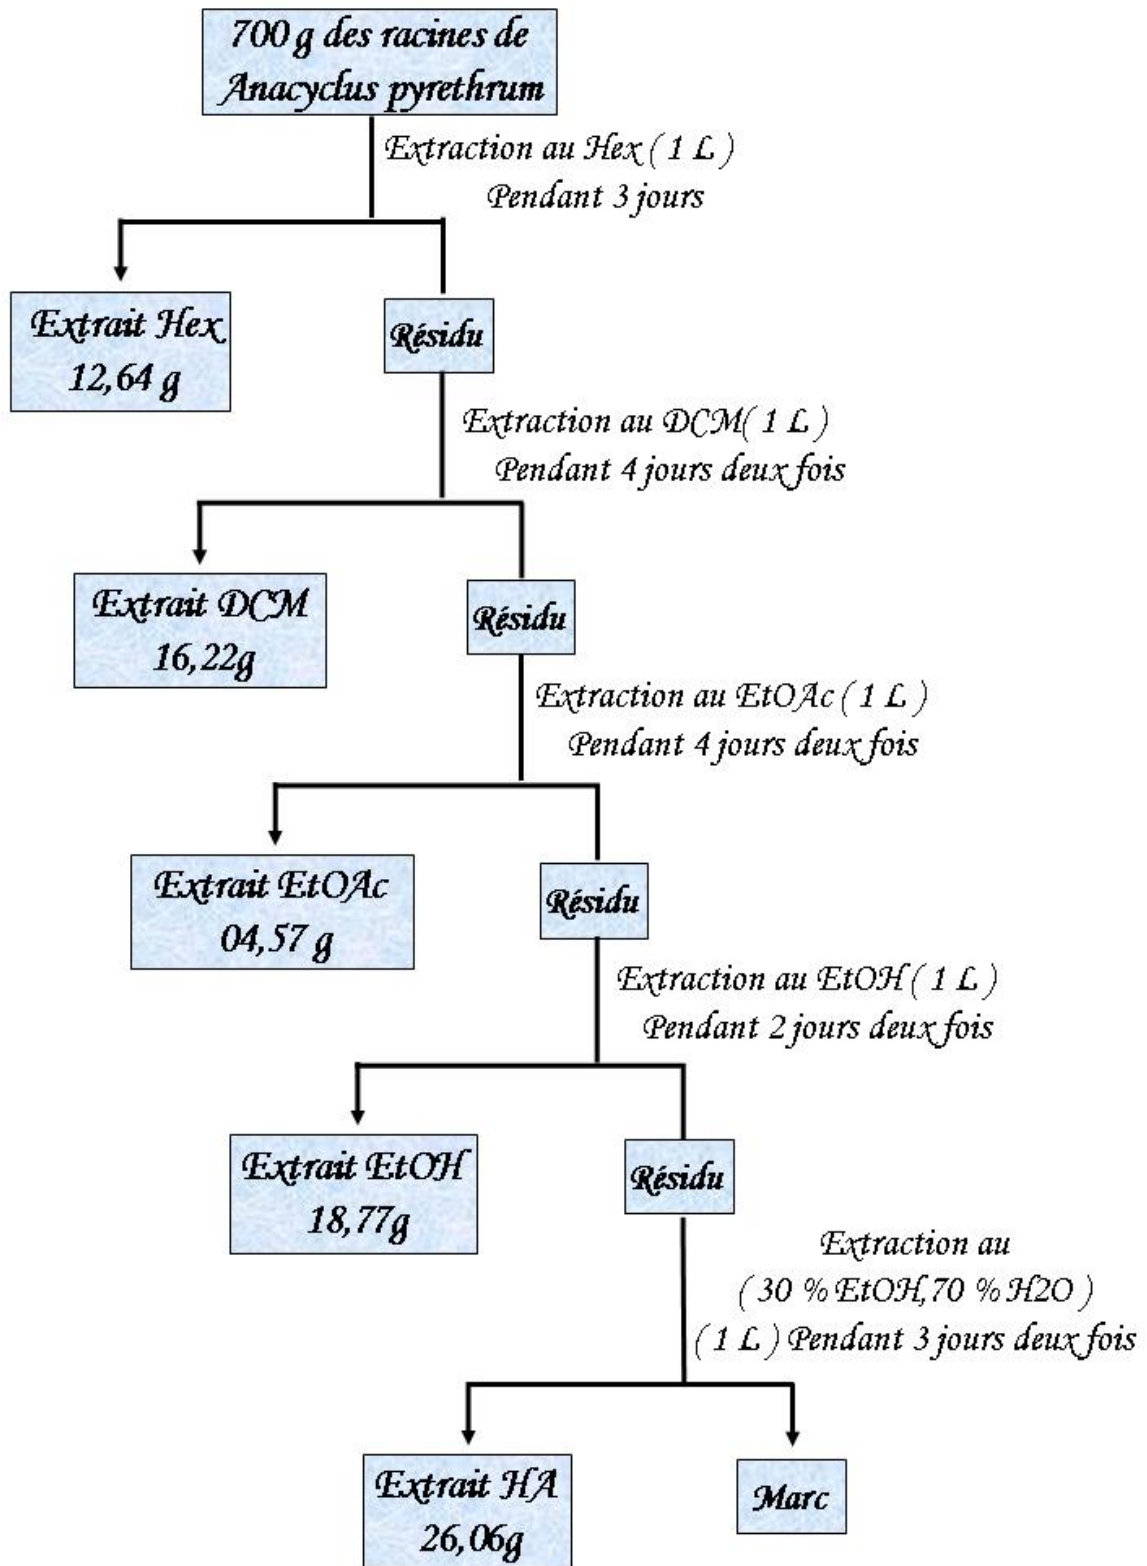 700 g des racines de
Anacyclus pyrethrum
Extraction au Hex ( 1 L )
Pendant 3 jours
Extrait Hex
12,64 g
Résidu
Extraction au DCM( 1 L )
Pendant 4 jours deux fois
Extrait DCM
16,22g
Résidu
Extraction au EtOAc ( 1 L )
Pendant 4 jours deux fois
Extrait EtOAc
04,57 g
Résidu
Extraction au EtOH ( 1 L )
Pendant 2 jours deux fois
Extrait EtOH
18,77g
Résidu
Extraction au
( 30 % EtOH,70 % H2O )
( 1 L ) Pendant 3 jours deux fois
Extrait HA
26,06g
Marc